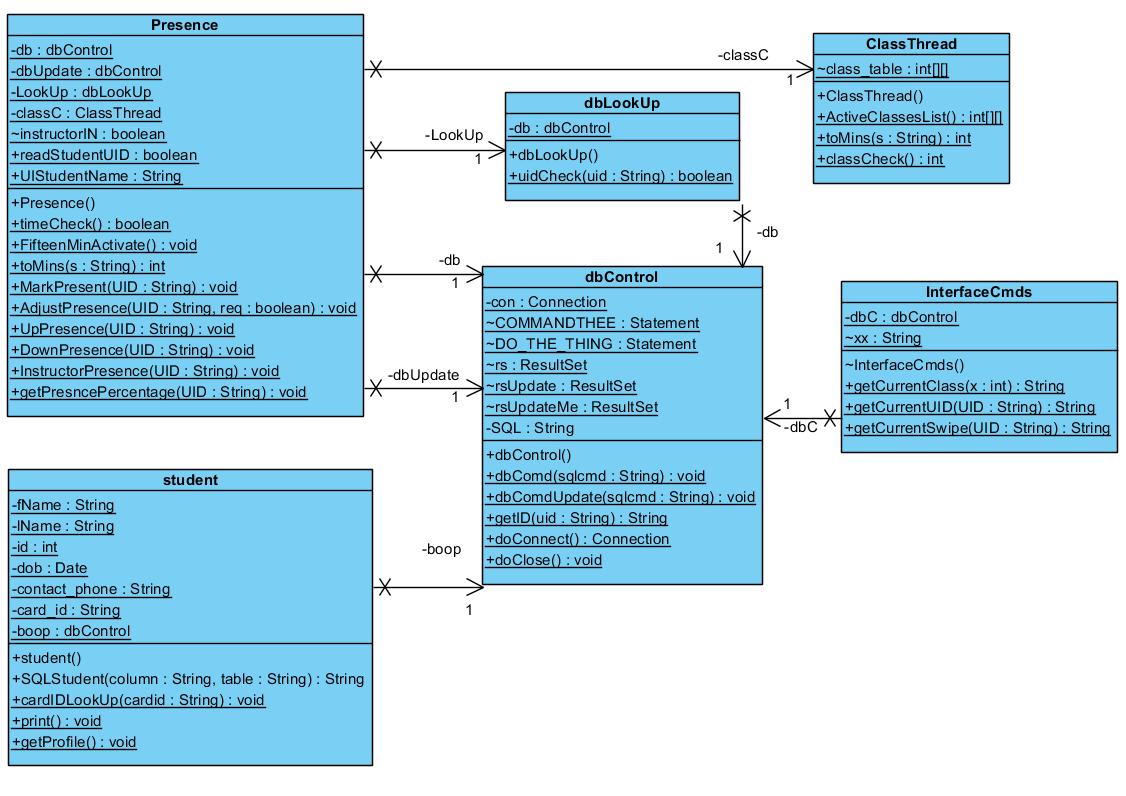 Presence
-db : dbControl
-dbUpdate : dbControl
-LookUp : dbLookUp
-classC : ClassThread
~instructorIN : boolean
+readStudentUID : boolean
+UIStudentName : String
+Presence()
+timeCheck() : boolean
+FifteenMinActivate() : void
+toMins(s : String) : int
+MarkPresent(UID : String) : void
+AdjustPresence(UID : String, req : boolean) : void
+UpPresence(UID : String) : void
+DownPresence(UID : String) : void
+InstructorPresence(UID : String) : void
+getPresncePercentage(UID : String) : void
-classC
1
ClassThread
~class_table : int[][]
+ClassThread()
+ActiveClassesList() : int[][]
+toMins(s : String) : int
+classCheck() : int
-LookUp
1
dbLookUp
-db : dbControl
+dbLookUp()
+uidCheck(uid : String) : boolean
-db
1
-db
1
-dbUpdate
1
dbControl
-con : Connection
~COMMANDTHEE : Statement
~DO_THE_THING : Statement
~rs : ResultSet
~rsUpdate : ResultSet
~rsUpdateMe : ResultSet
-SQL : String
+dbControl()
+dbComd(sqlcmd : String) : void
+dbComdUpdate(sqlcmd : String) : void
+getID(uid : String) : String
+doConnect() : Connection
+doClose() : void
1
-dbC
InterfaceCmds
-dbC : dbControl
~xx : String
~InterfaceCmds()
+getCurrentClass(x : int) : String
+getCurrentUID(UID : String) : String
+getCurrentSwipe(UID : String) : String
student
-fName : String
-lName : String
-id : int
-dob : Date
-contact_phone : String
-card_id : String
-boop : dbControl
+student()
+SQLStudent(column : String, table : String) : String
+cardIDLookUp(cardid : String) : void
+print() : void
+getProfile() : void
-boop
1